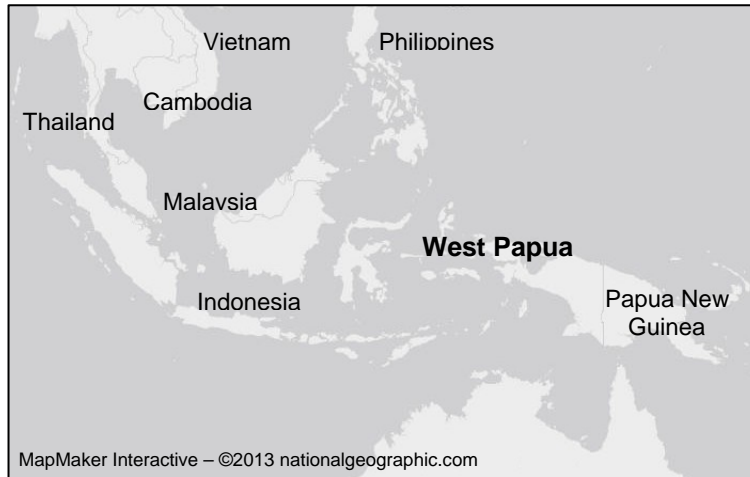 Vietnam
Philippines
Cambodia
Thailand
Malaysia
West Papua
Indonesia
Papua New
Guinea
MapMaker Interactive – ©2013 nationalgeographic.com